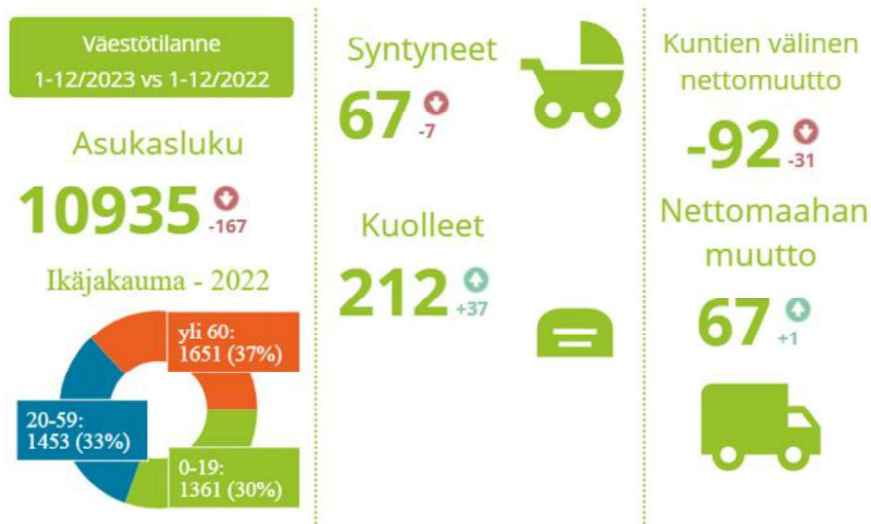 Väestötilanne
1-12/2023 vs 1-12/2022
Asukasluku
10935
-167
Ikäjakauma - 2022
yli 60:
1651 (37%)
20-59:
1453 (33%)
0-19:
1361 (30%)
Syntyneet
67
-7
Kuolleet
212
+37
Kuntien välinen
nettomuutto
-92
-31
Nettomaahan
muutto
67
+1